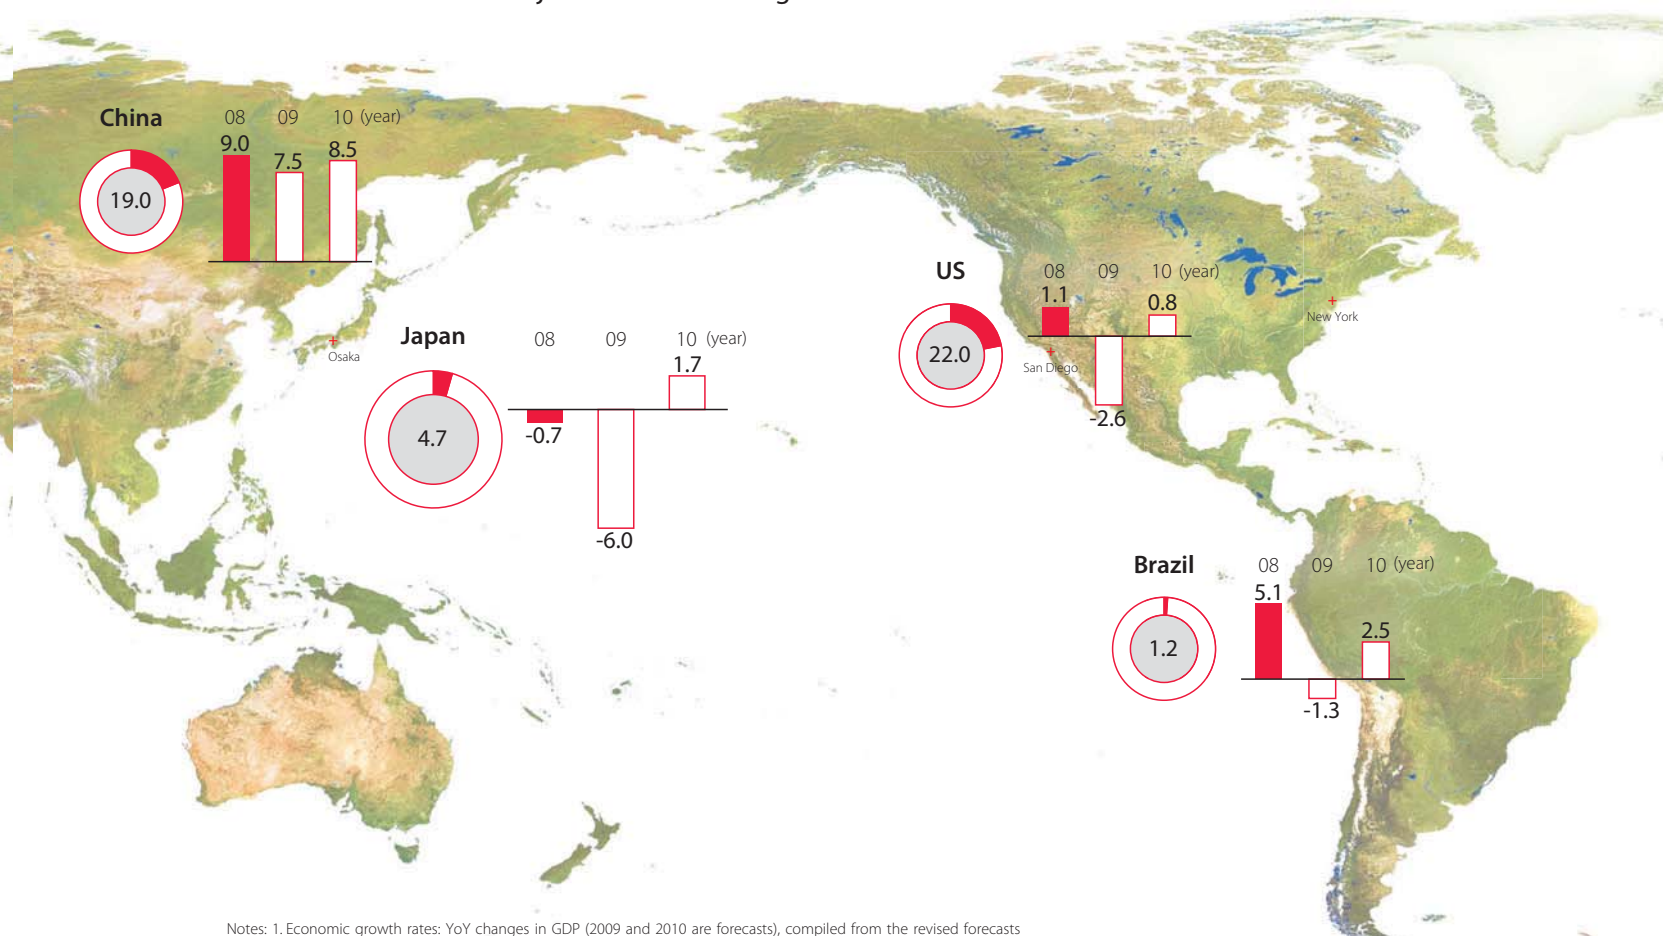 China
08 09 10 (year)
9.0 7.5 8.5
19.0
US
08 09 10 (year)
1.1 0.8
22.0
-2.6
New York
San Diego
Osaka
Japan
08 09 10 (year)
1.7
4.7
-0.7
-6.0
Brazil
08 09 10 (year)
5.1
2.5
1.2
-1.3
Notes: 1. Economic growth rates: YoY changes in GDP (2009 and 2010 are forecasts), compiled from the revised forecasts